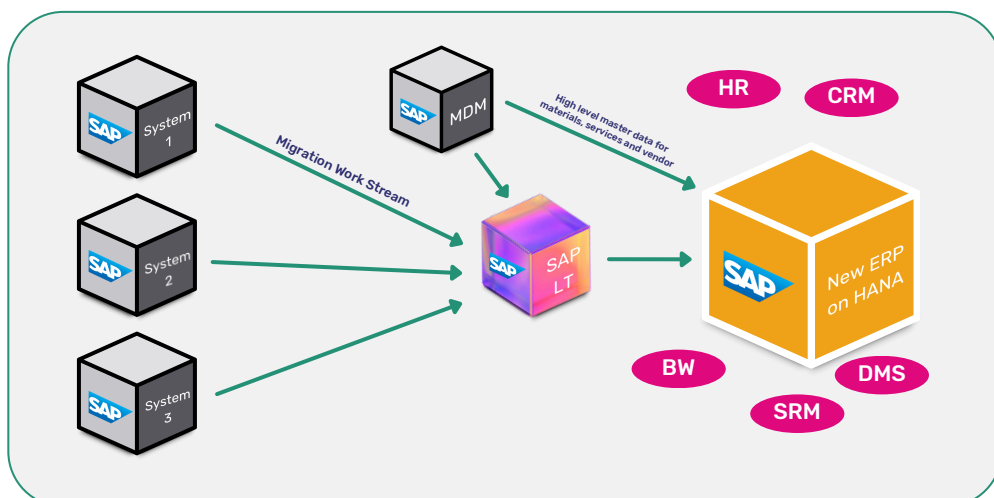 SAP
System
1
SAP
MDM
High level master data for
materials, services and vendor
HR
CRM
Migration Work Stream
SAP
System
2
SAP
SAP
LT
SAP
New ERP
on HANA
SAP
System
3
BW
DMS
SRM